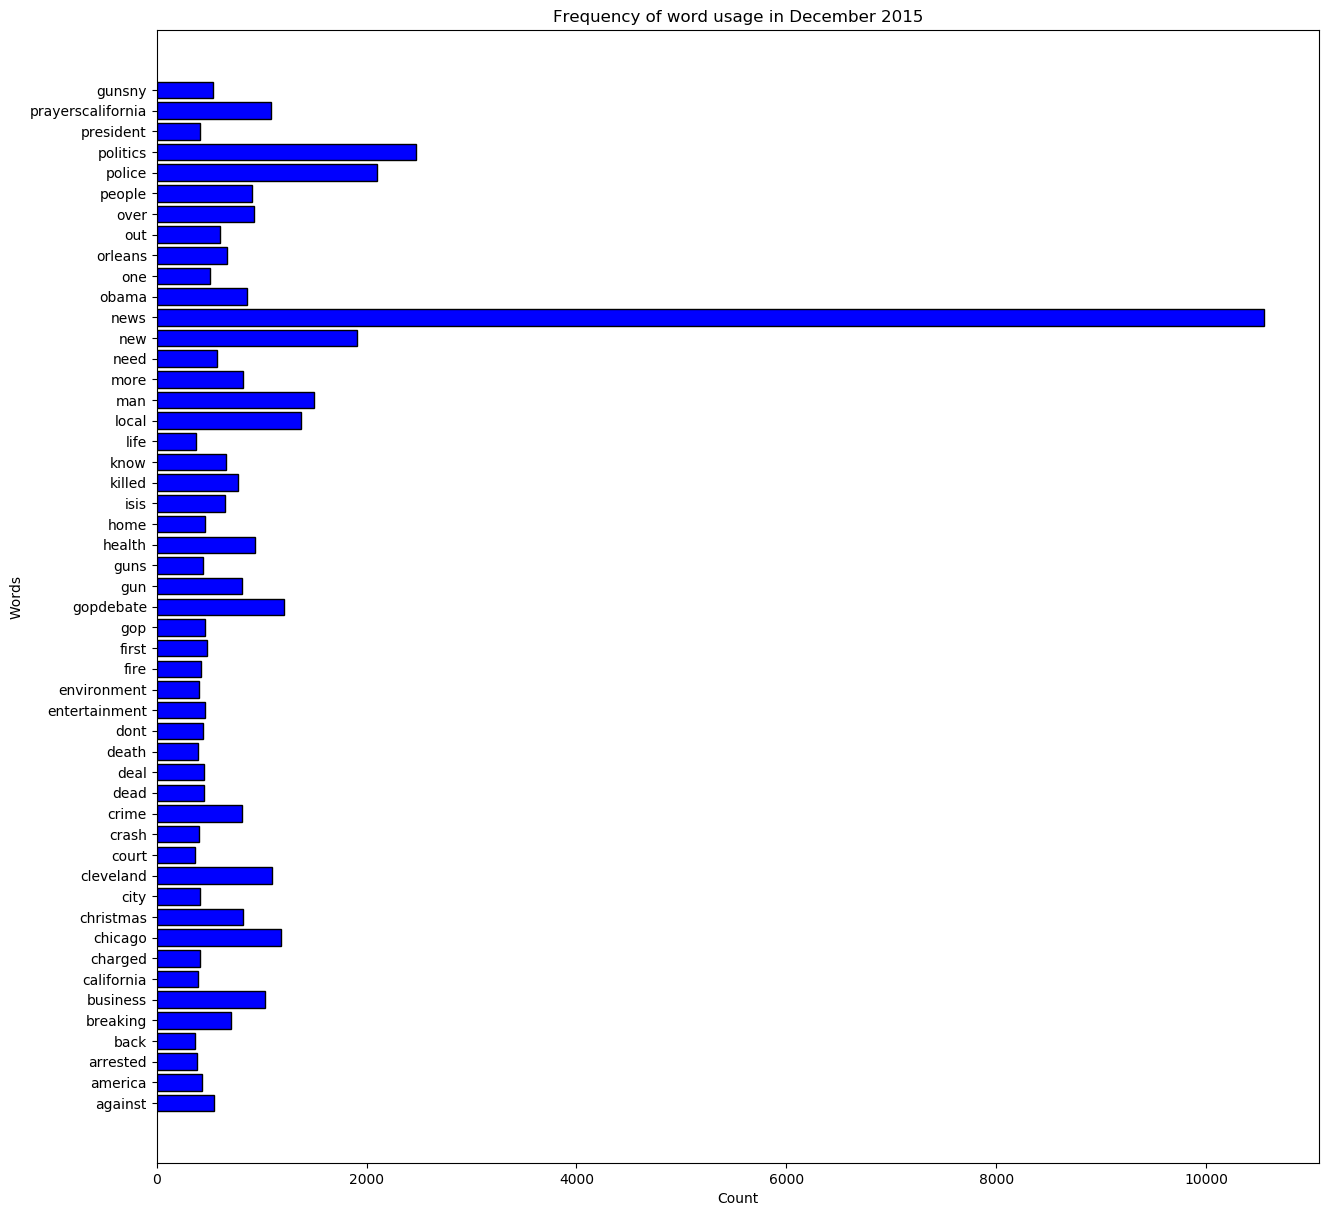 Frequency of word usage in December 2015
Words
gunsny
prayerscalifornia
president
politics
police
people
over
out
orleans
one
obama
news
new
need
more
man
local
life
know
killed
isis
home
health
guns
gun
gopdebate
gop
first
fire
environment
entertainment
dont
death
deal
dead
crime
crash
court
cleveland
city
christmas
chicago
charged
california
business
breaking
back
arrested
america
against
0 2000 4000 6000 8000 10000
Count